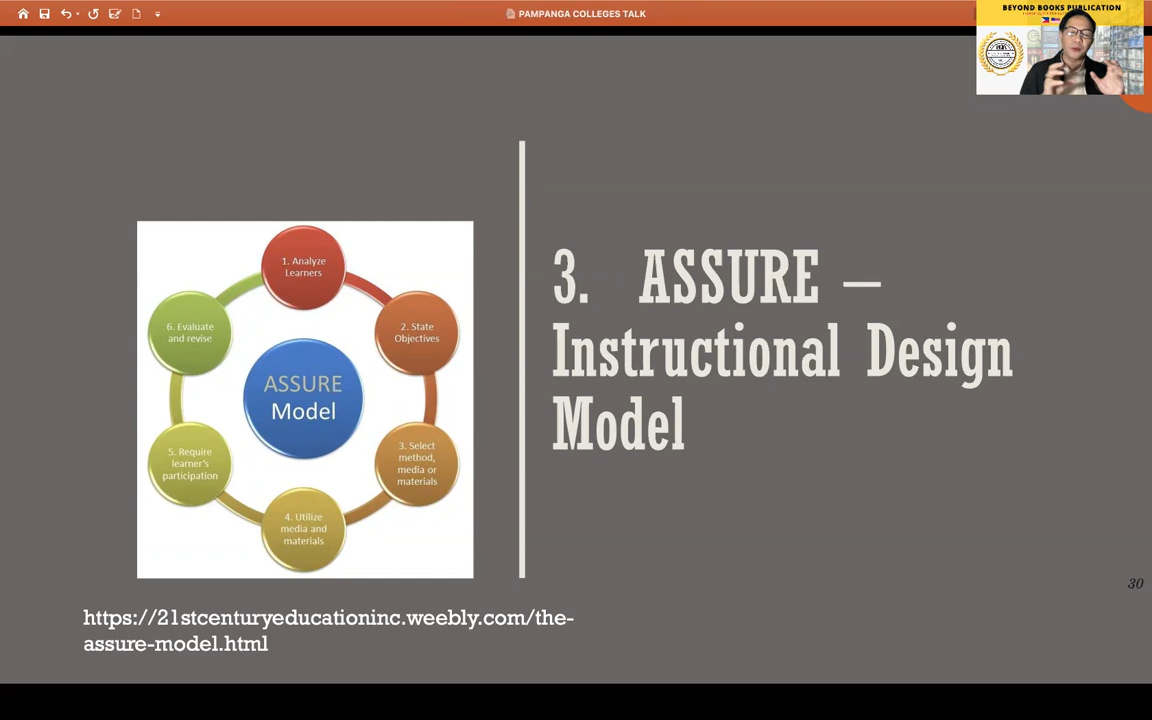 PAMPANGA COLLEGES TALK
BEYOND BOOKS PUBLICATION
3. ASSURE –
Instructional Design
Model
1. Analyze
Learners
2. State
Objectives
3. Select
method,
media or
materials
4. Utilize
media and
materials
5. Require
learner's
participation
6. Evaluate
and revise
ASSURE
Model
30
https://21stcenturyeducationinc.weebly.com/the-
assure-model.html